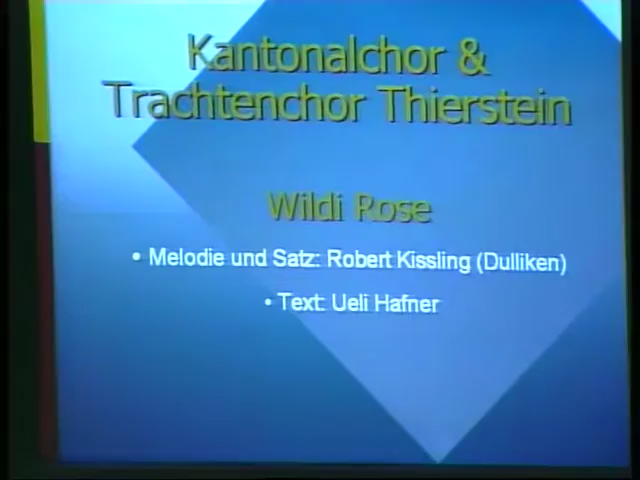 Kantonalchor &
Trachtenchor Thierstein
Wildi Rose
• Melodie und Satz: Robert Kissling (Dulliken)
• Text: Ueli Hafner